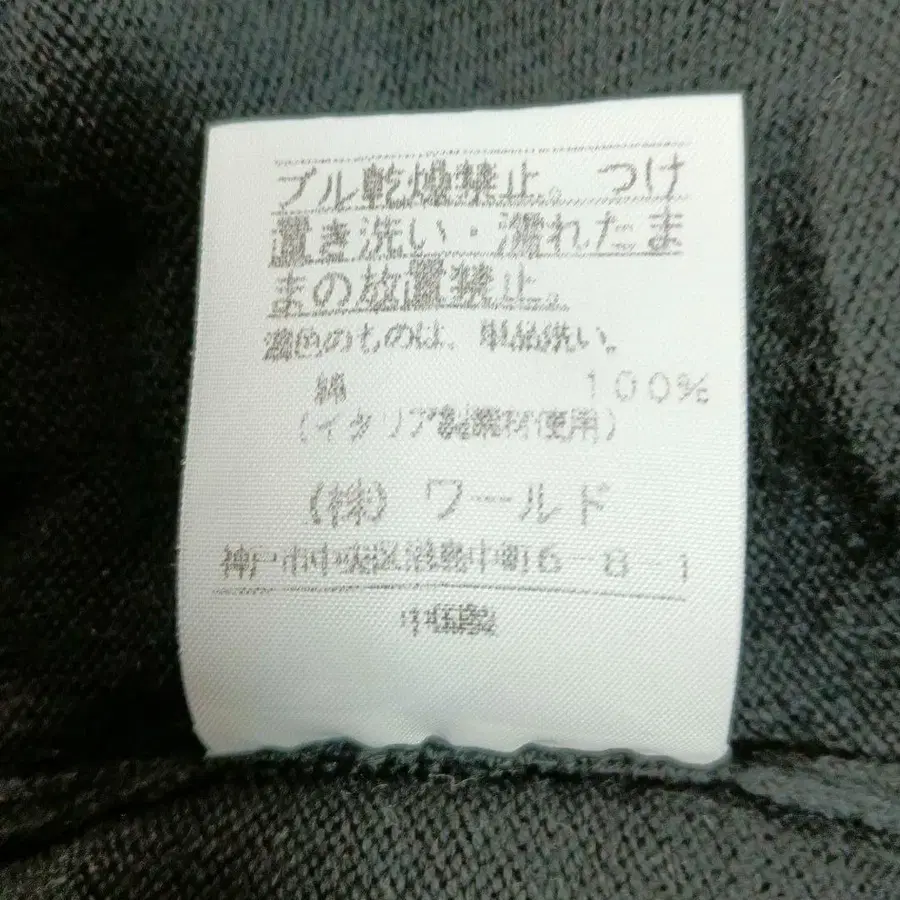 ブル乾燥禁止。つけ
置き洗い・濡れたま
まの放置禁止。
濃色のものは、単品洗い。
綿 100%
(イタリア製素材使用)
(株) ワールド
神戸市中央区港島中町6-8-1
中国製